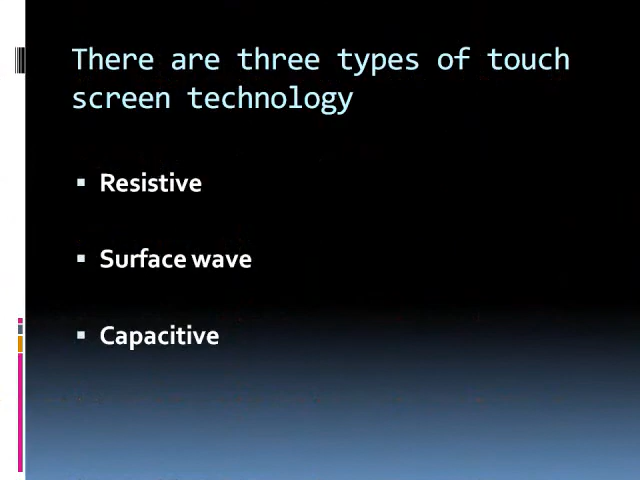 There are three types of touch
screen technology
▪ Resistive
▪ Surface wave
▪ Capacitive